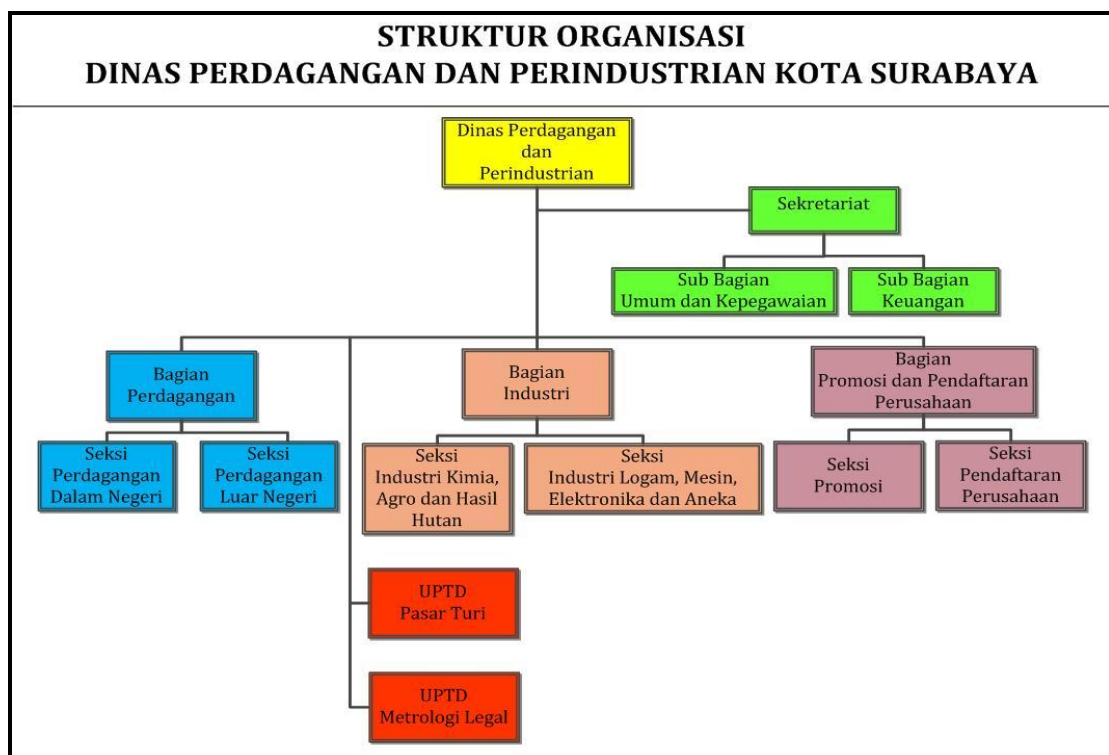 STRUKTUR ORGANISASI
DINAS PERDAGANGAN DAN PERINDUSTRIAN KOTA SURABAYA
Dinas Perdagangan
dan
Perindustrian
Sekretariat
Sub Bagian
Umum dan Kepegawaian
Sub Bagian
Keuangan
Bagian
Perdagangan
Bagian
Industri
Bagian
Promosi dan Pendaftaran
Perusahaan
Seksi
Perdagangan
Dalam Negeri
Seksi
Perdagangan
Luar Negeri
Seksi
Industri Kimia,
Agro dan Hasil
Hutan
Seksi
Industri Logam, Mesin,
Elektronika dan Aneka
Seksi
Promosi
Seksi
Pendaftaran
Perusahaan
UPTD
Pasar Turi
UPTD
Metrologi Legal